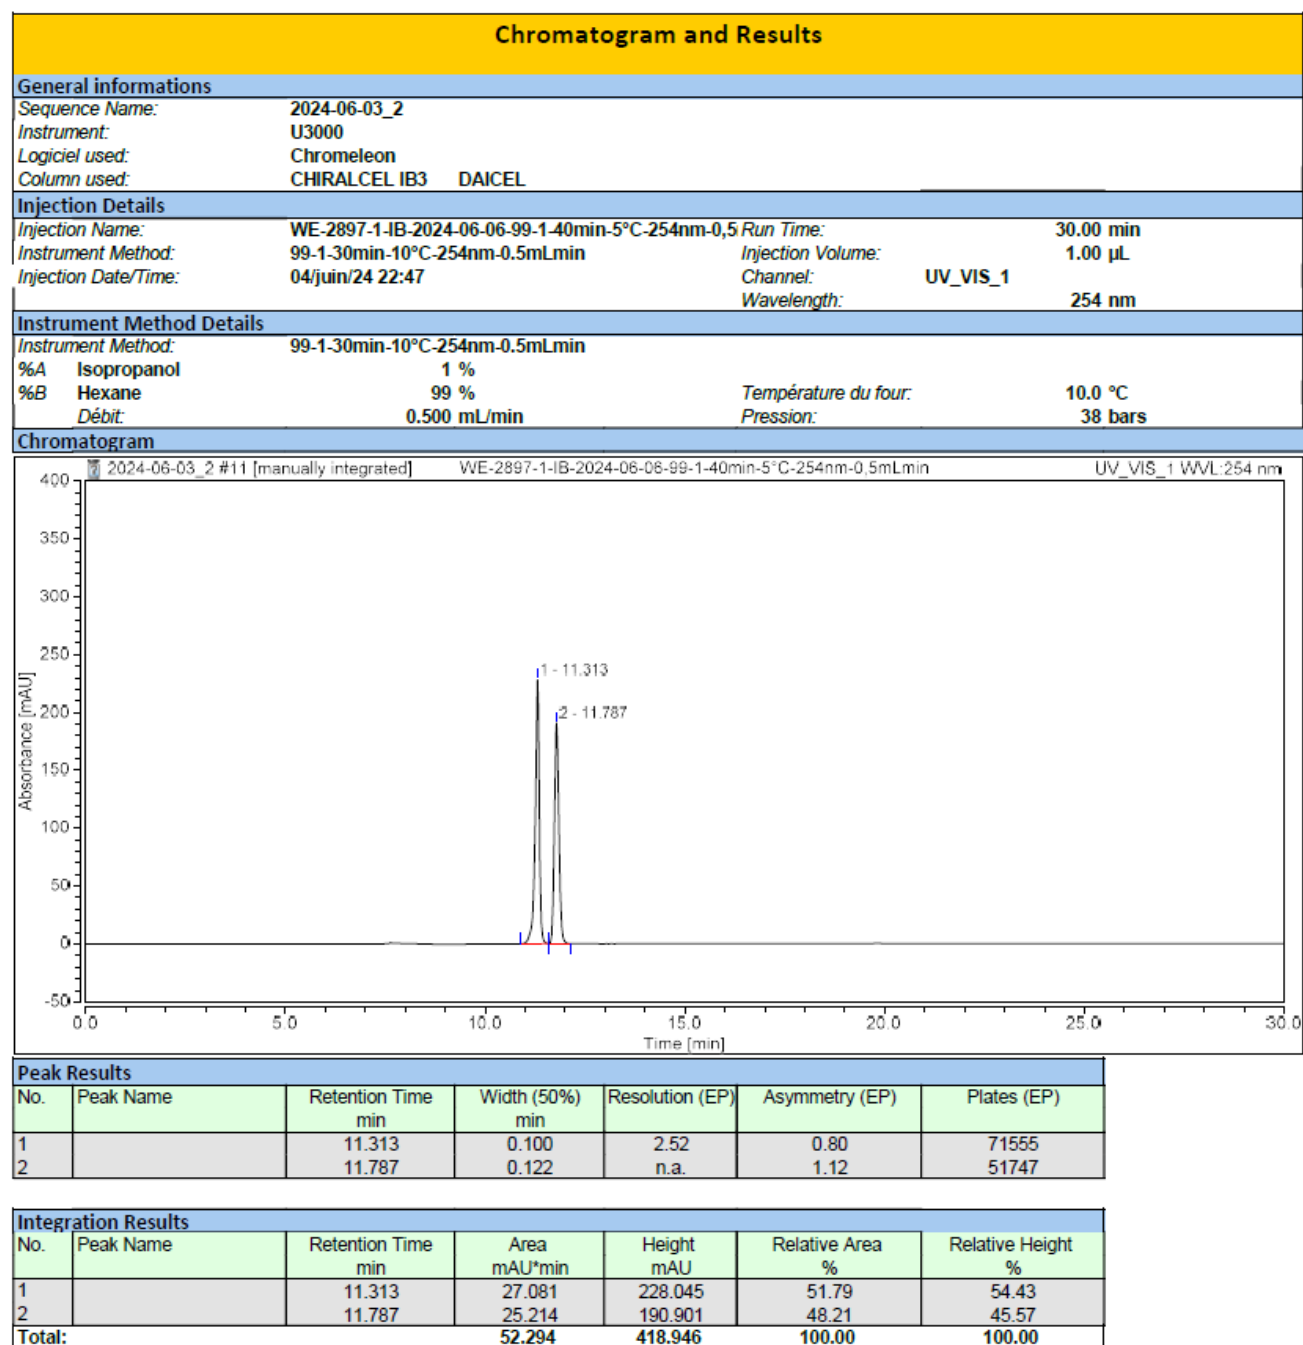 Chromatogram and Results
General informations
Sequence Name: 2024-06-03_2
Instrument: U3000
Logiciel used: Chromeleon
Column used: CHIRALCEL IB3 DAICEL
Injection Details
Injection Name: WE-2897-1-IB-2024-06-06-99-1-40min-5°C-254nm-0,5 Run Time: 30.00 min
Instrument Method: 99-1-30min-10°C-254nm-0.5mLmin Injection Volume: 1.00 µL
Injection Date/Time: 04/juin/24 22:47 Channel: UV_VIS_1
Wavelength: 254 nm
Instrument Method Details
Instrument Method: 99-1-30min-10°C-254nm-0.5mLmin
%A Isopropanol 1 %
%B Hexane 99 % Température du four: 10.0 °C
Débit: 0.500 mL/min Pression: 38 bars
Chromatogram
2024-06-03_2 #11 [manually integrated] WE-2897-1-IB-2024-06-06-99-1-40min-5°C-254nm-0,5mLmin UV_VIS_1 WVL:254 nm
400
350
300
250
200
150
100
50
0
-50
Absorbance [mAU]
1 - 11.313
2 - 11.787
0.0 5.0 10.0 15.0 20.0 25.0 30.0
Time [min]
Peak Results
No. Peak Name Retention Time Width (50%) Resolution (EP) Asymmetry (EP) Plates (EP)
min min
1 11.313 0.100 2.52 0.80 71555
2 11.787 0.122 n.a. 1.12 51747
Integration Results
No. Peak Name Retention Time Area Height Relative Area Relative Height
min mAU*min mAU % %
1 11.313 27.081 228.045 51.79 54.43
2 11.787 25.214 190.901 48.21 45.57
Total: 52.294 418.946 100.00 100.00